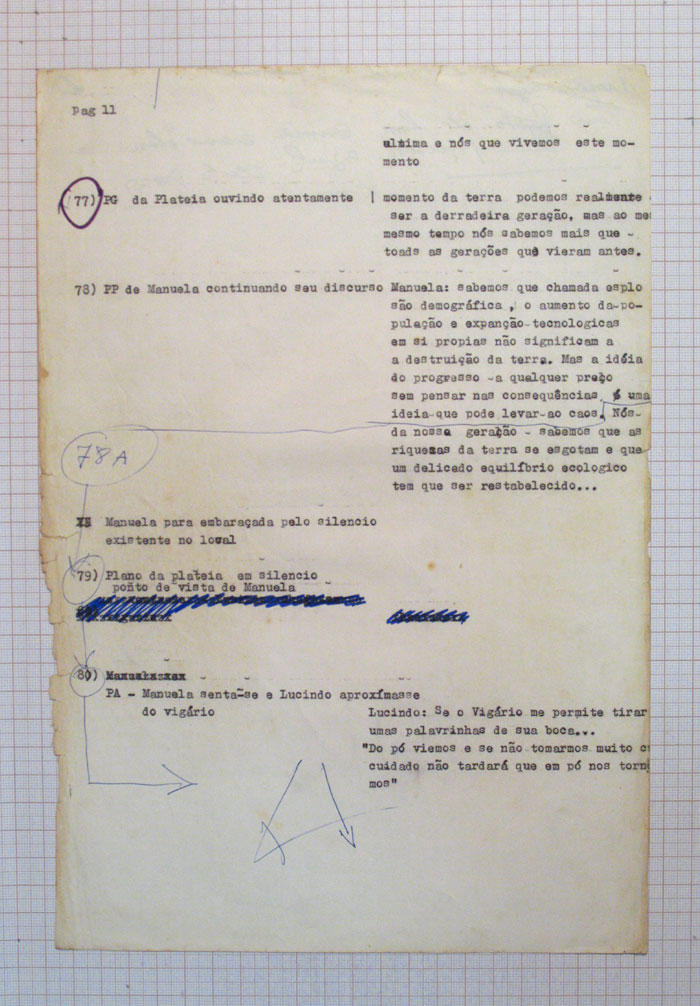 Pag 11
ultima e nós que vivemos este mo-
mento
77) PG da Plateia ouvindo atentamente | momento da terra podemos realmente
ser a derradeira geração, mas ao me
mesmo tempo nós sabemos mais que -
toads as gerações quê vieram antes.
78) PP de Manuela continuando seu discurso Manuela: sabemos que chamada esplo
são demográfica, o aumento da-po-
pulação e expanção-tecnologicas
em si propias não significam a
a destruição da terra. Mas a idéia
do progresso -a qualquer preço
sem pensar nas consequências, é uma
ideia-que pode levar-ao caos. Nós-
da nossa geração - sabemos que as
riquezas da terra se esgotam e que
um delicado equilíbrio ecologico
tem que ser restabelecido...
78A
Manuela para embaraçada pelo silencio
existente no local
79) Plano da plateia em silencio
ponto de vista de Manuela
80)
PA - Manuela senta-se e Lucindo aproxímasse
do vigário
Lucindo: Se o Vigário me permite tirar
umas palavrinhas de sua boca...
"Do pó viemos e se não tomarmos muito c
cuidado não tardará que em pó nos torn
mos"